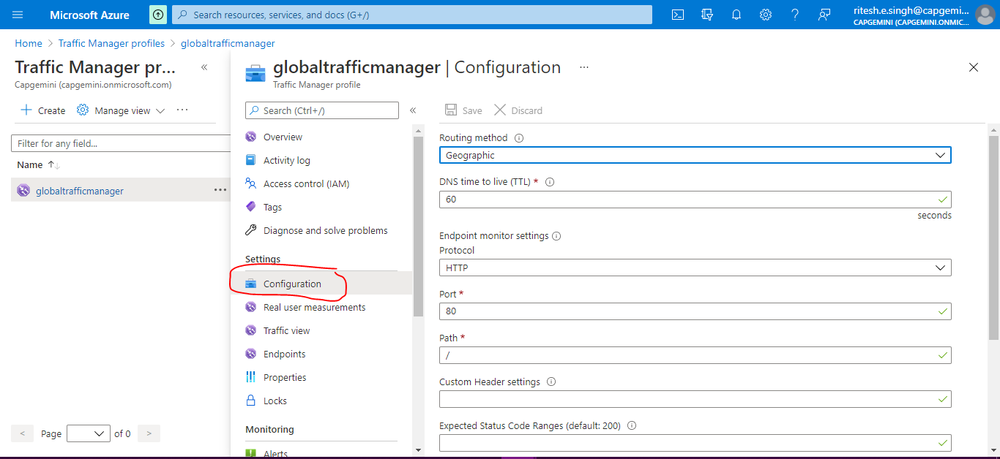 Microsoft Azure
Search resources, services, and docs (G+/)
ritesh.e.singh@capgemi...
CAPGEMINI (CAPGEMINI.ONMIC...
Home > Traffic Manager profiles > globaltrafficmanager
Traffic Manager pr...
«
Capgemini (capgemini.onmicrosoft.com)
+ Create
Manage view
...
Filter for any field...
Name ↑↓
globaltrafficmanager
...
< Page
of 0 >
globaltrafficmanager | Configuration
...
Traffic Manager profile
Search (Ctrl+/)
«
Overview
Activity log
Access control (IAM)
Tags
Diagnose and solve problems
Settings
Configuration
Real user measurements
Traffic view
Endpoints
Properties
Locks
Monitoring
Alerts
Save
Discard
Routing method
Geographic
DNS time to live (TTL) *
60
seconds
Endpoint monitor settings
Protocol
HTTP
Port *
80
Path *
/
Custom Header settings
Expected Status Code Ranges (default: 200)